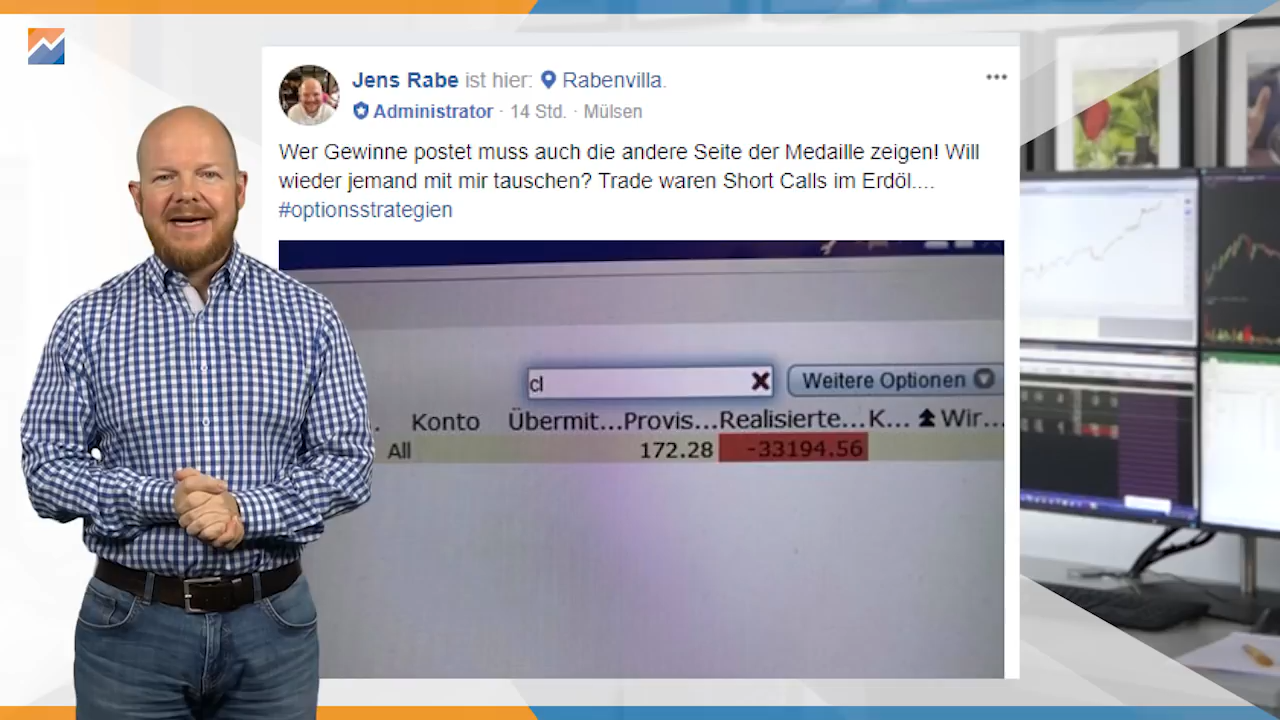 Jens Rabe ist hier: Rabenvilla.
Administrator · 14 Std. · Mülsen
Wer Gewinne postet muss auch die andere Seite der Medaille zeigen! Will
wieder jemand mit mir tauschen? Trade waren Short Calls im Erdöl....
#optionsstrategien
cl
Weitere Optionen
Konto Übermit... Provis... Realisierte... K... Wir...
All 172.28 -33194.56